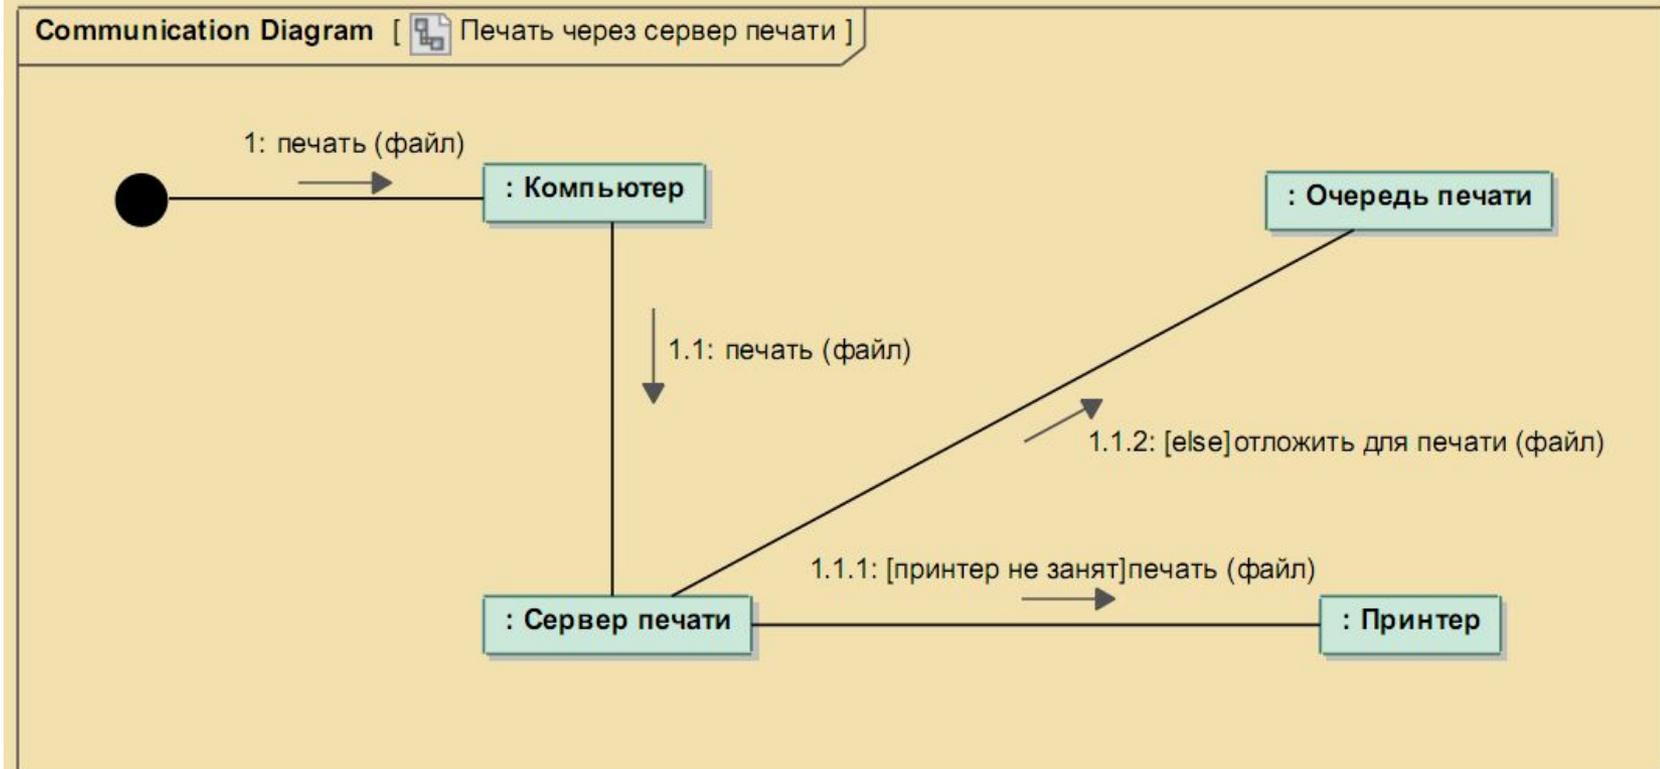 Communication Diagram [ Печать через сервер печати ]
1: печать (файл)
: Компьютер
: Очередь печати
1.1: печать (файл)
1.1.2: [else]отложить для печати (файл)
1.1.1: [принтер не занят]печать (файл)
: Сервер печати
: Принтер